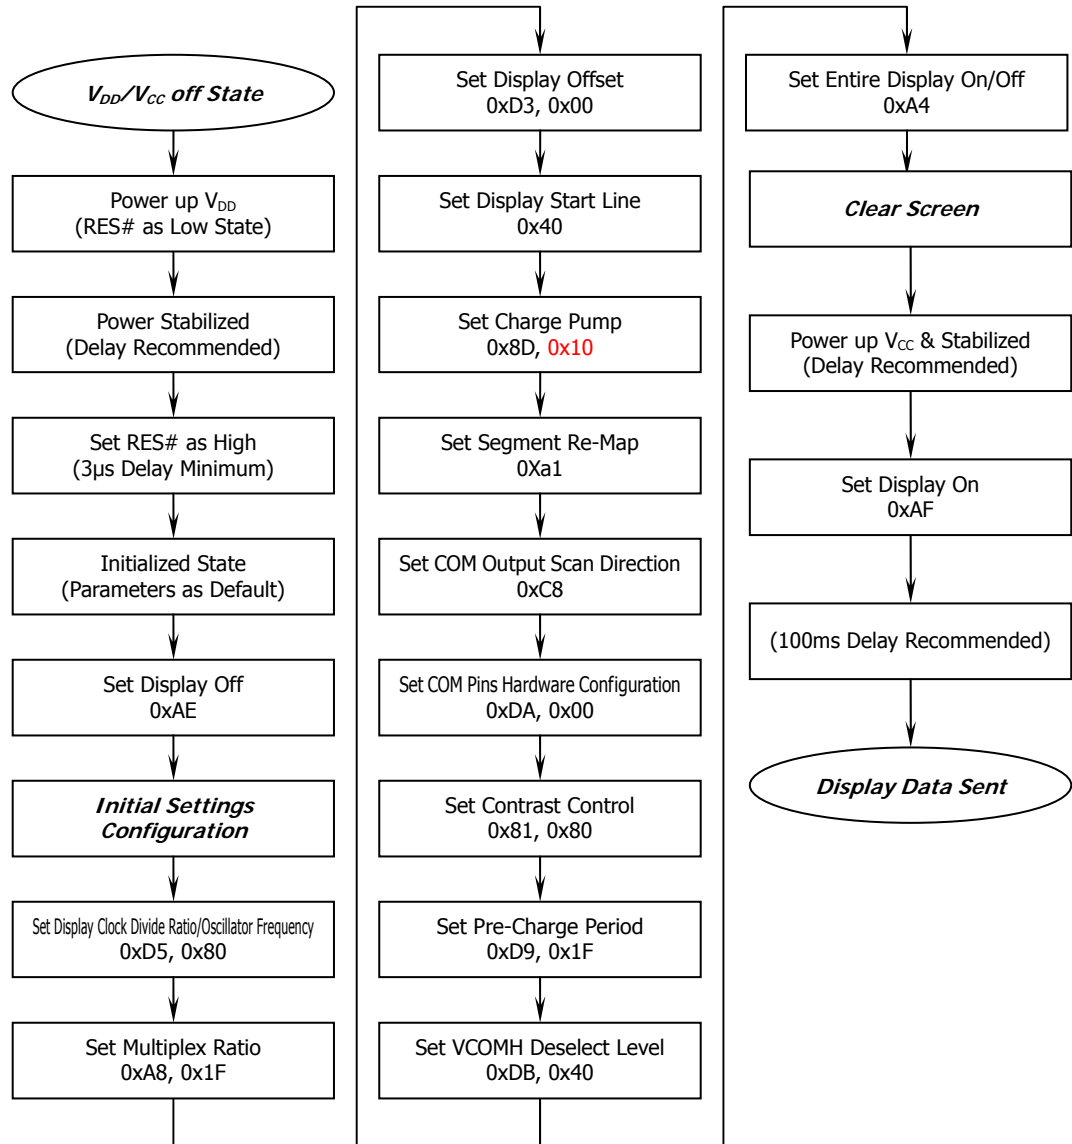 V_DD/V_CC off State
Power up V_DD
(RES# as Low State)
Power Stabilized
(Delay Recommended)
Set RES# as High
(3μs Delay Minimum)
Initialized State
(Parameters as Default)
Set Display Off
0xAE
Initial Settings
Configuration
Set Display Clock Divide Ratio/Oscillator Frequency
0xD5, 0x80
Set Multiplex Ratio
0xA8, 0x1F
Set Display Offset
0xD3, 0x00
Set Display Start Line
0x40
Set Charge Pump
0x8D, 0x10
Set Segment Re-Map
0Xa1
Set COM Output Scan Direction
0xC8
Set COM Pins Hardware Configuration
0xDA, 0x00
Set Contrast Control
0x81, 0x80
Set Pre-Charge Period
0xD9, 0x1F
Set VCOMH Deselect Level
0xDB, 0x40
Set Entire Display On/Off
0xA4
Clear Screen
Power up V_CC & Stabilized
(Delay Recommended)
Set Display On
0xAF
(100ms Delay Recommended)
Display Data Sent